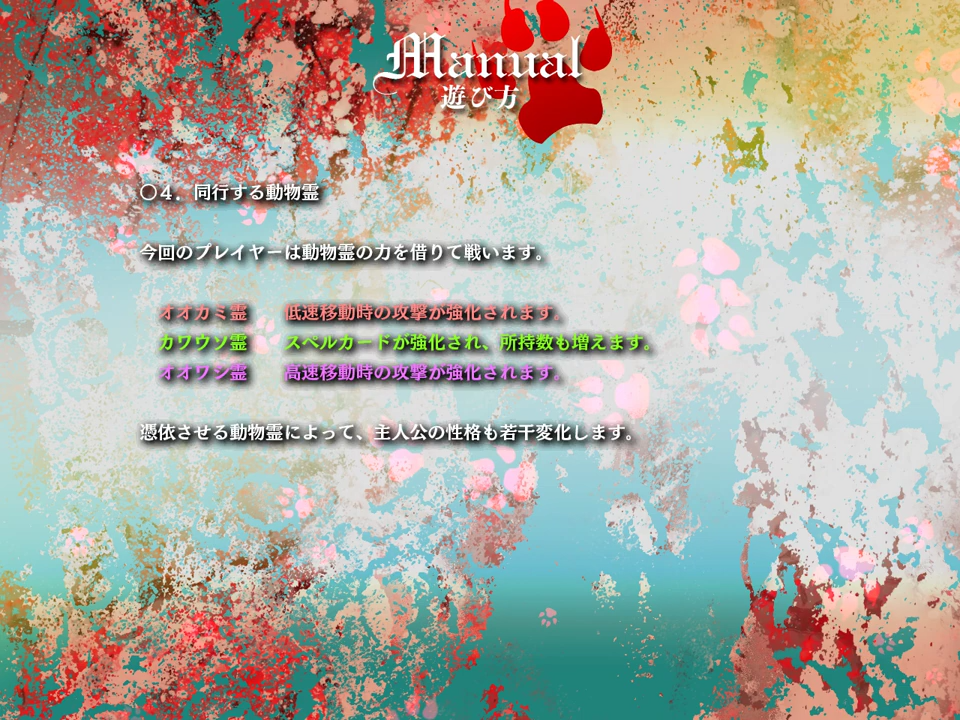 Manual
遊び方
○４．同行する動物霊
今回のプレイヤーは動物霊の力を借りて戦います。
オオカミ霊　　低速移動時の攻撃が強化されます。
カワウソ霊　　スペルカードが強化され、所持数も増えます。
オオワシ霊　　高速移動時の攻撃が強化されます。
憑依させる動物霊によって、主人公の性格も若干変化します。